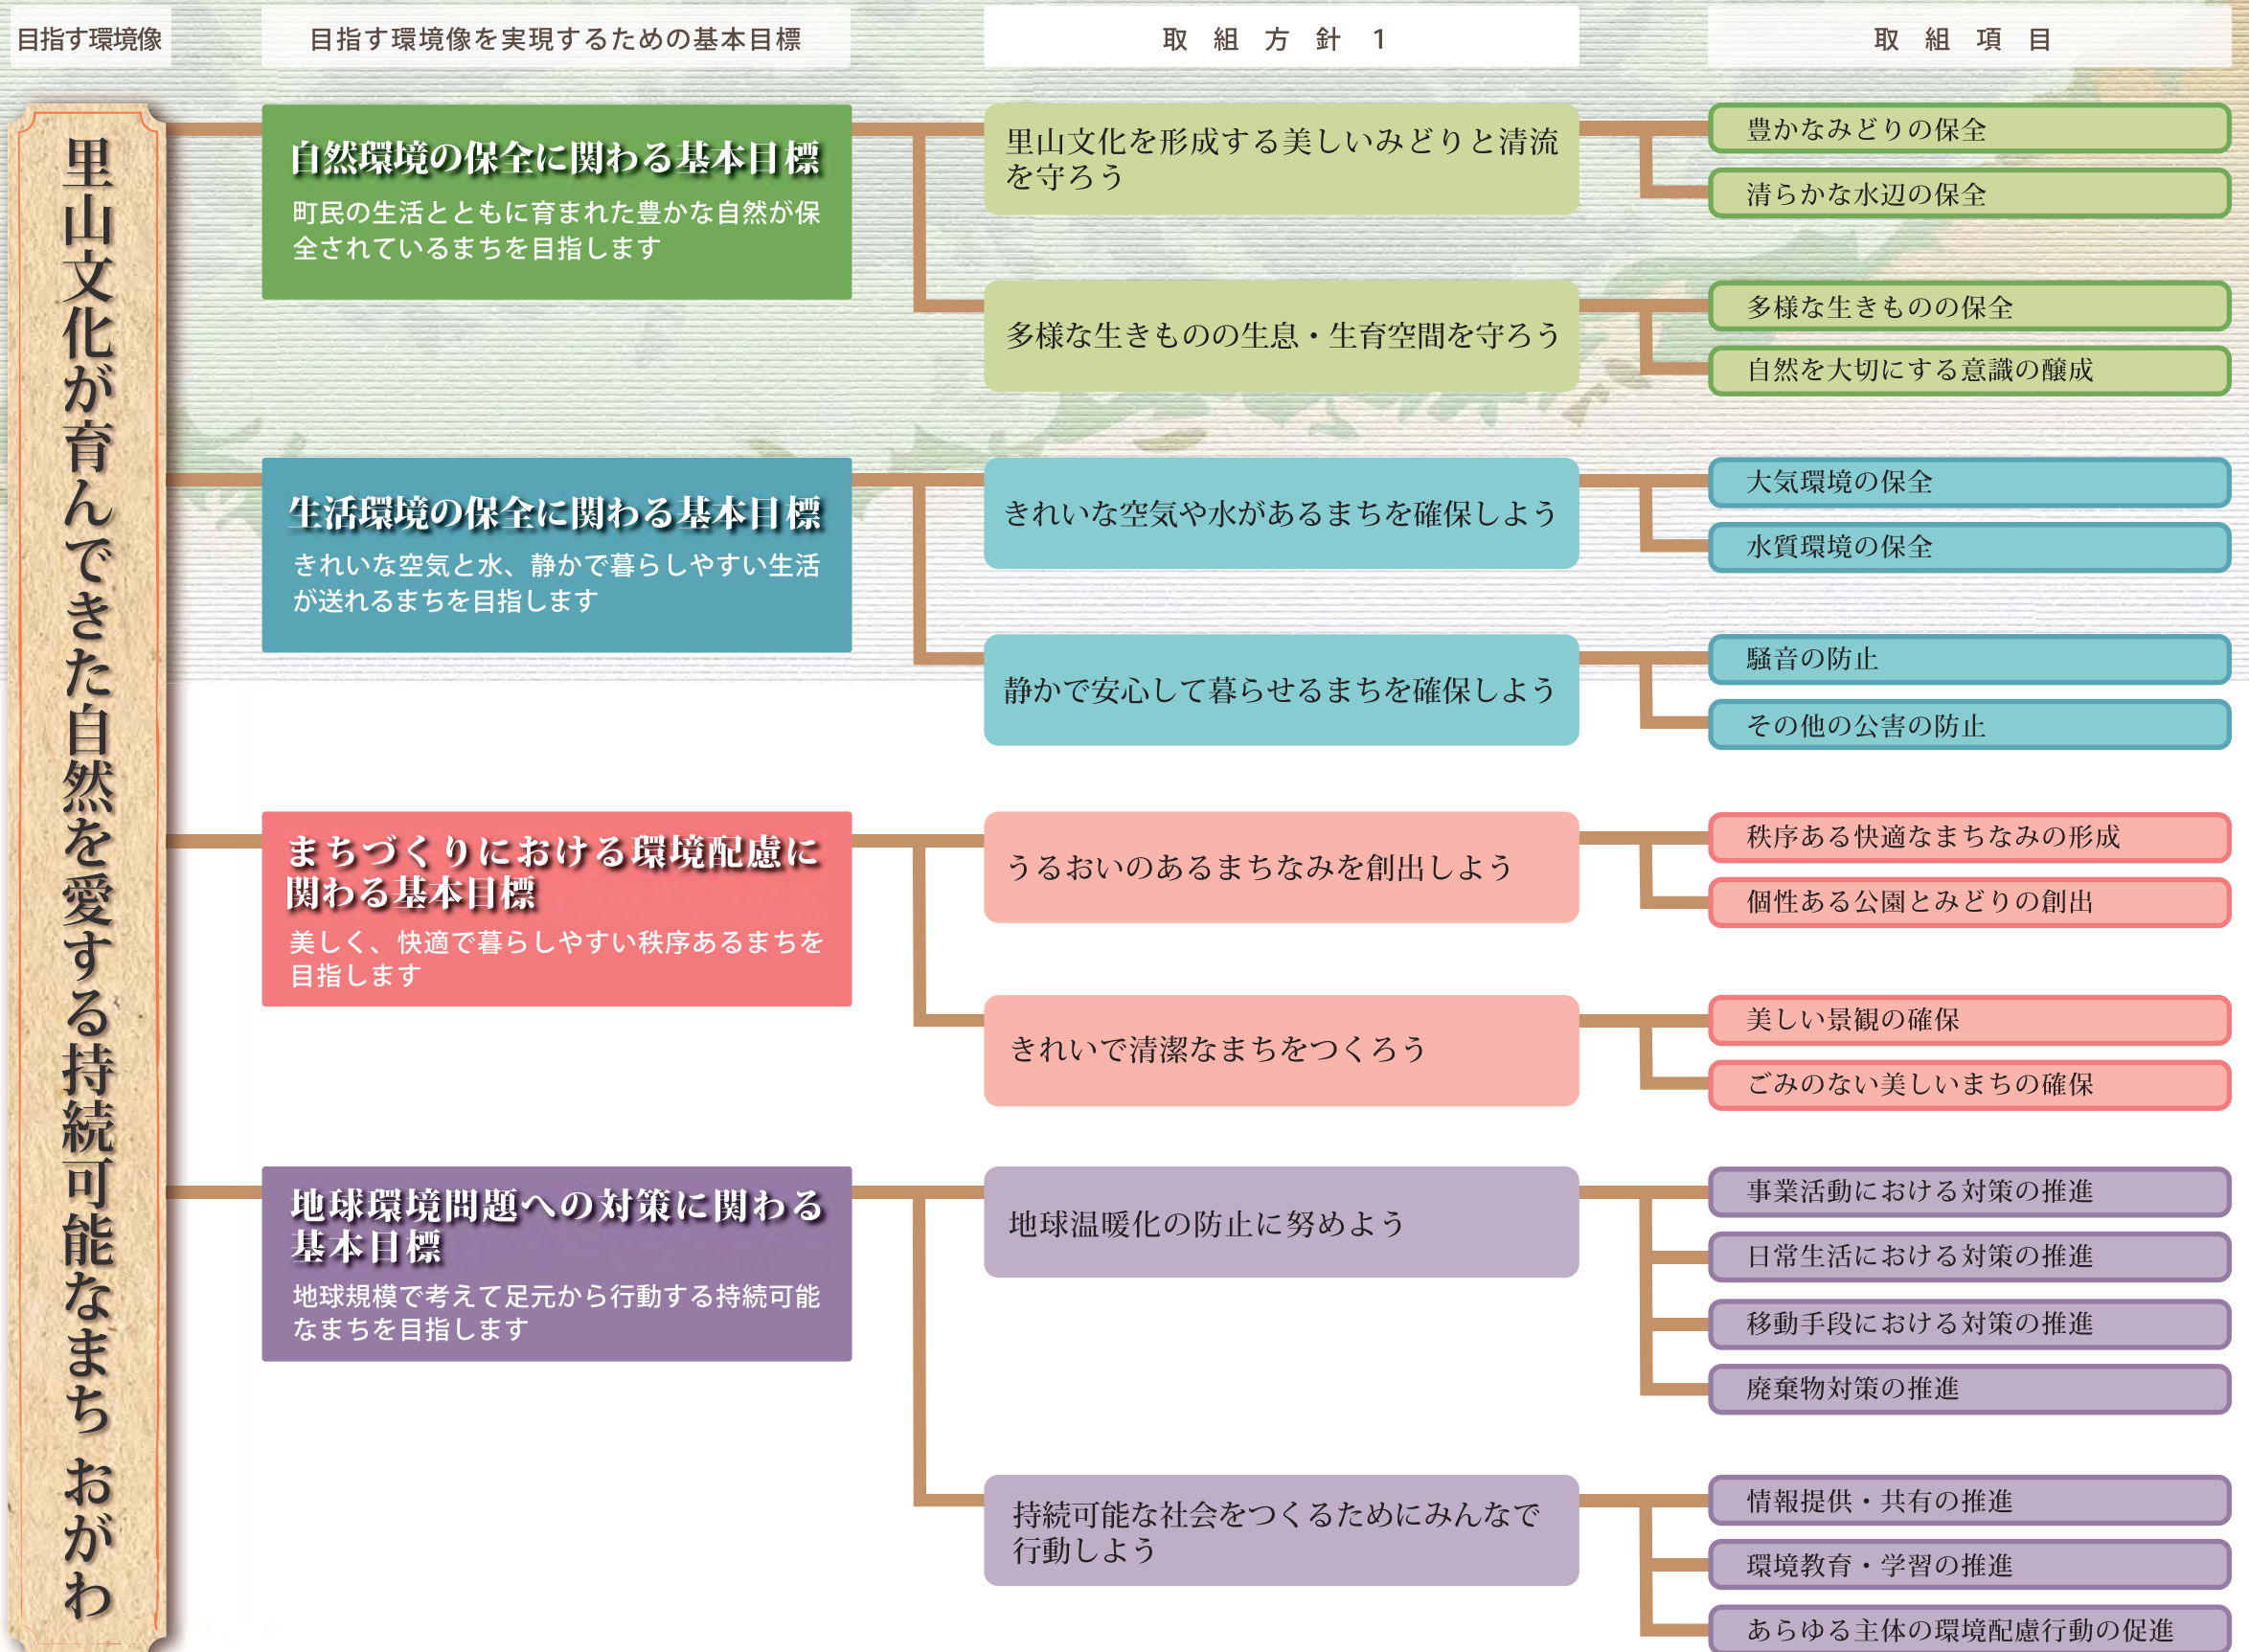 目指す環境像
目指す環境像を実現するための基本目標
取組方針1
取組項目
里山文化が育んできた自然を愛する持続可能なまち おがわ
自然環境の保全に関わる基本目標
町民の生活とともに育まれた豊かな自然が保
全されているまちを目指します
里山文化を形成する美しいみどりと清流
を守ろう
豊かなみどりの保全
清らかな水辺の保全
多様な生きものの生息・生育空間を守ろう
多様な生きものの保全
自然を大切にする意識の醸成
生活環境の保全に関わる基本目標
きれいな空気と水、静かで暮らしやすい生活
が送れるまちを目指します
きれいな空気や水があるまちを確保しよう
大気環境の保全
水質環境の保全
静かで安心して暮らせるまちを確保しよう
騒音の防止
その他の公害の防止
まちづくりにおける環境配慮に
関わる基本目標
美しく、快適で暮らしやすい秩序あるまちを
目指します
うるおいのあるまちなみを創出しよう
秩序ある快適なまちなみの形成
個性ある公園とみどりの創出
きれいで清潔なまちをつくろう
美しい景観の確保
ごみのない美しいまちの確保
地球環境問題への対策に関わる
基本目標
地球規模で考えて足元から行動する持続可能
なまちを目指します
地球温暖化の防止に努めよう
事業活動における対策の推進
日常生活における対策の推進
移動手段における対策の推進
廃棄物対策の推進
持続可能な社会をつくるためにみんなで
行動しよう
情報提供・共有の推進
環境教育・学習の推進
あらゆる主体の環境配慮行動の促進